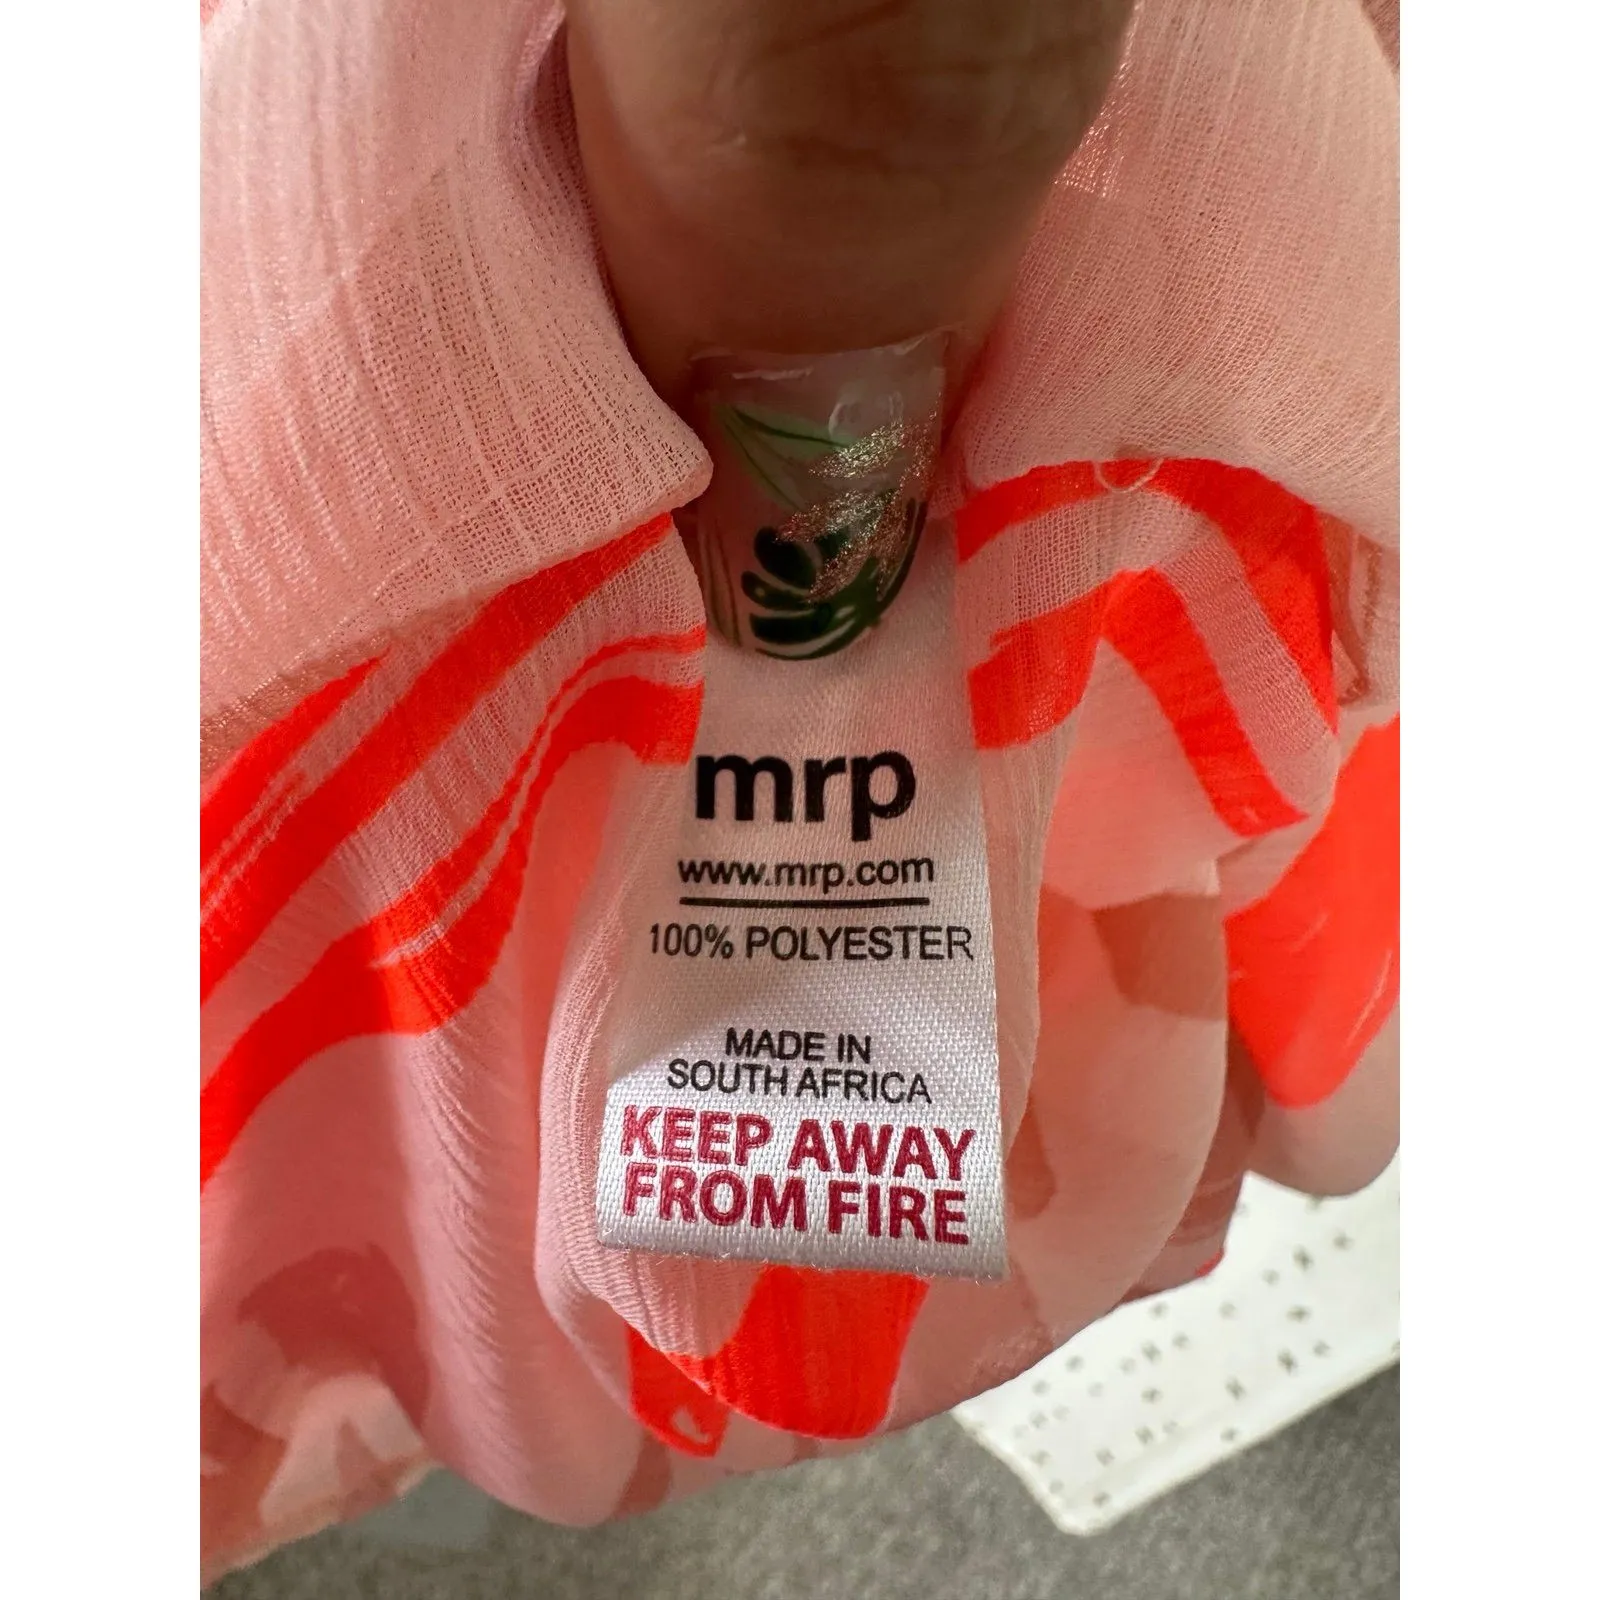 mrp
www.mrp.com
100% POLYESTER
MADE IN
SOUTH AFRICA
KEEP AWAY
FROM FIRE